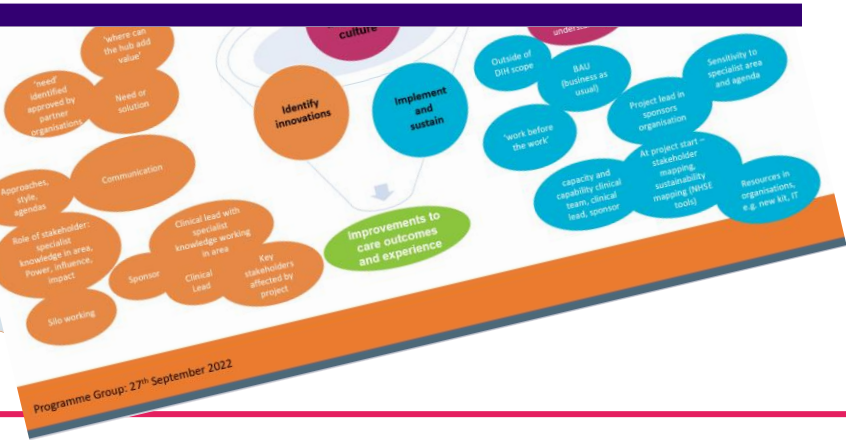 culture
'where can
the hub add
value'
'need'
identified
approved by
partner
organisations
Need or
solution
Identify
innovations
Implement
and
sustain
Outside of
DIH scope
BAU
(business as
usual)
Sensitivity to
specialist area
and agenda
Project lead in
sponsors
organisation
'work before
the work'
Communication
Approaches,
style,
agendas
capacity and
capability clinical
team, clinical
lead, sponsor
At project start –
stakeholder
mapping,
sustainability
mapping (NHSE
tools)
Resources in
organisations,
e.g. new kit, IT
Role of stakeholder:
specialist
knowledge in area,
Power, influence,
impact
Clinical lead with
specialist
knowledge working
in area
Improvements to
care outcomes
and experience
Sponsor
Clinical
Lead
Key
stakeholders
affected by
project
Silo working
Programme Group: 27th September 2022